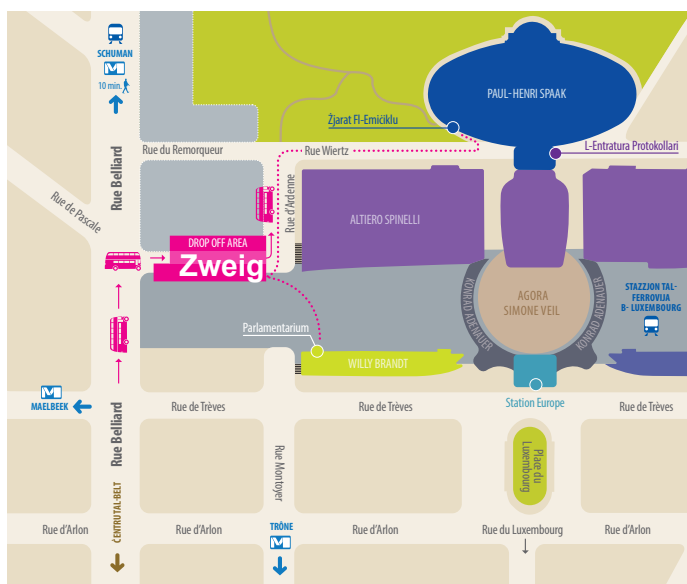 SCHUMAN
M
10 min.
PAUL-HENRI SPAAK
Żjarat Fl-Emiċiklu
Rue du Remorqueur
Rue Wiertz
L-Entratura Protokollari
Rue Belliard
Rue de Pascale
Rue d'Ardenne
ALTIERO SPINELLI
DROP OFF AREA
Zweig
KONRAD ADENAUER
AGORA
SIMONE VEIL
KONRAD ADENAUER
STAZZJON TAL-
FERROVIJA
B- LUXEMBOURG
Parlamentarium
WILLY BRANDT
M
MAELBEEK
Rue de Trèves
Rue de Trèves
Station Europe
Rue de Trèves
Rue Belliard
Rue Montoyer
Place du
Luxembourg
ĊENTRU TAL-BELT
Rue d'Arlon
Rue d'Arlon
TRÔNE
M
Rue d'Arlon
Rue du Luxembourg
Rue d'Arlon